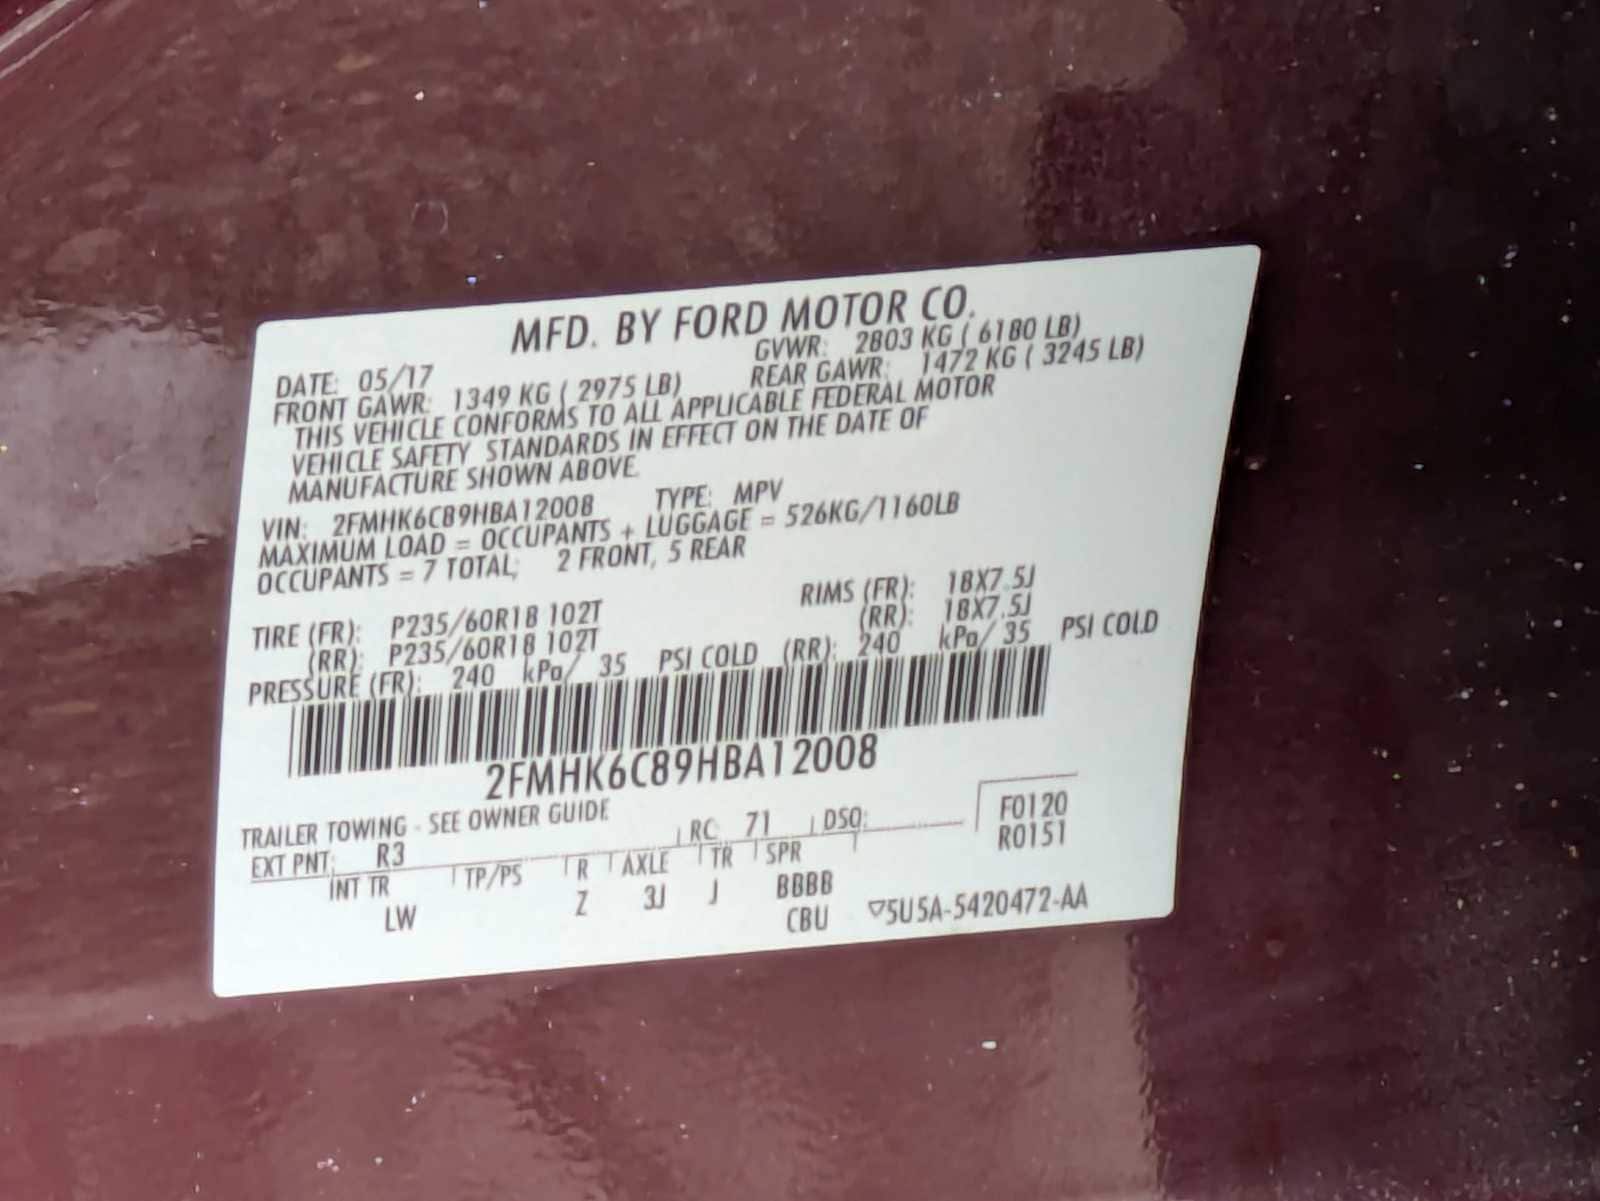 MFD. BY FORD MOTOR CO.
DATE: 05/17 GVWR: 2803 KG ( 6180 LB)
FRONT GAWR: 1349 KG ( 2975 LB) REAR GAWR: 1472 KG ( 3245 LB)
THIS VEHICLE CONFORMS TO ALL APPLICABLE FEDERAL MOTOR
VEHICLE SAFETY STANDARDS IN EFFECT ON THE DATE OF
MANUFACTURE SHOWN ABOVE.
VIN: 2FMHK6C89HBA12008 TYPE: MPV
MAXIMUM LOAD = OCCUPANTS + LUGGAGE = 526KG/1160LB
OCCUPANTS = 7 TOTAL; 2 FRONT, 5 REAR
TIRE (FR): P235/60R18 102T RIMS (FR): 18X7.5J
(RR): P235/60R18 102T (RR): 18X7.5J
PRESSURE (FR): 240 kPa/ 35 PSI COLD (RR): 240 kPa/ 35 PSI COLD
2FMHK6C89HBA12008
TRAILER TOWING - SEE OWNER GUIDE
EXT PNT: R3 RC: 71 DSO: F0120
R0151
INT TR TP/PS R AXLE TR SPR
LW Z 3J J BBBB
CBU ▽5U5A-5420472-AA